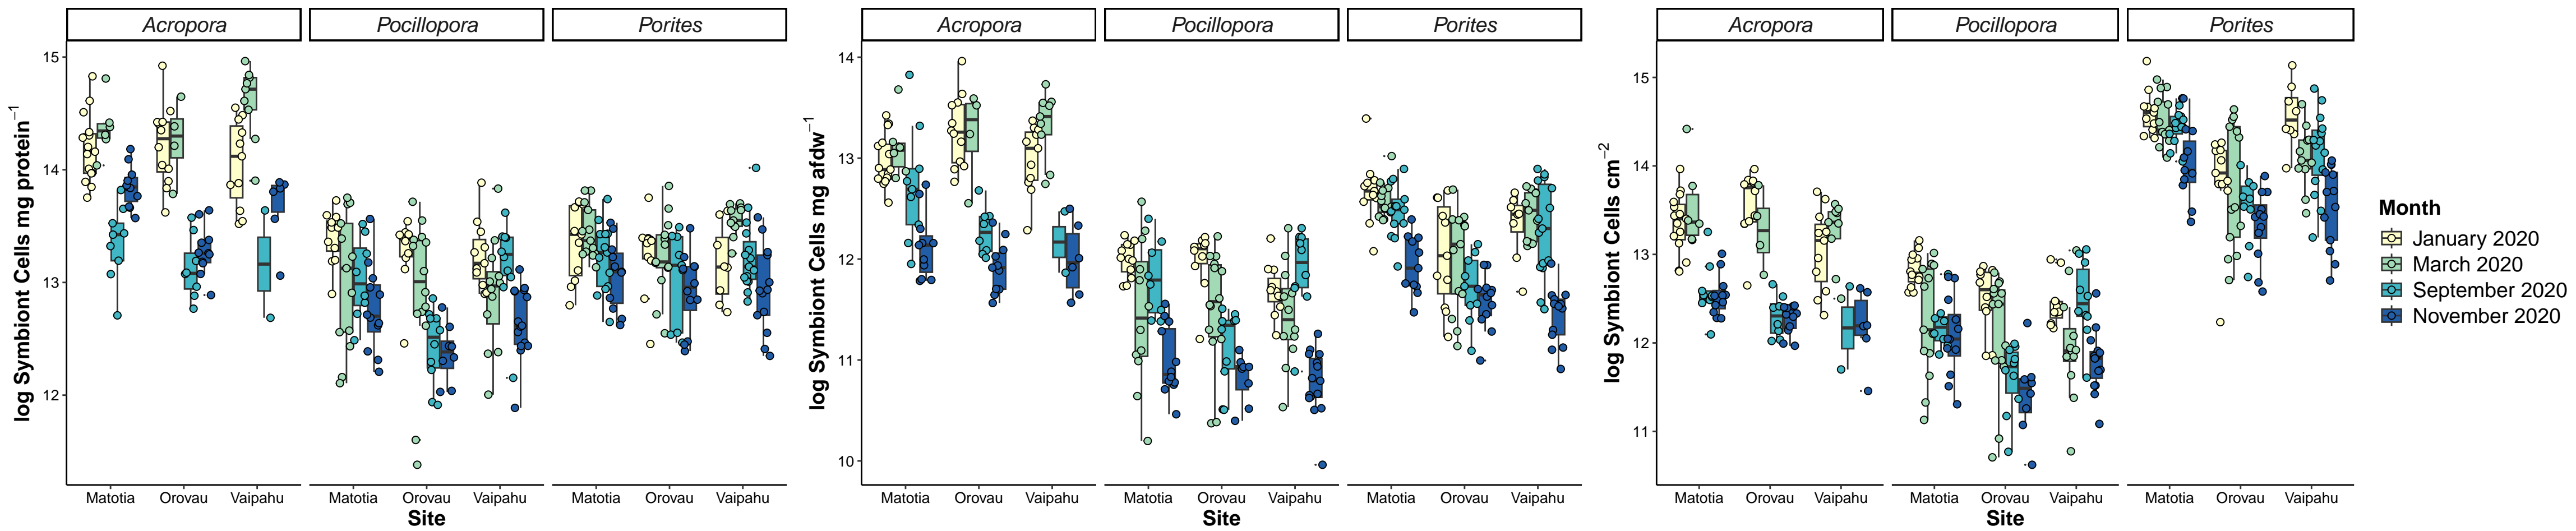 Acropora Pocillopora Porites
log Symbiont Cells mg protein⁻¹
15
14
13
12
Matotia Orovau Vaipahu Matotia Orovau Vaipahu Matotia Orovau Vaipahu
Site
Acropora Pocillopora Porites
log Symbiont Cells mg afdw⁻¹
14
13
12
11
10
Matotia Orovau Vaipahu Matotia Orovau Vaipahu Matotia Orovau Vaipahu
Site
Acropora Pocillopora Porites
log Symbiont Cells cm⁻²
15
14
13
12
11
Matotia Orovau Vaipahu Matotia Orovau Vaipahu Matotia Orovau Vaipahu
Site
Month
January 2020
March 2020
September 2020
November 2020